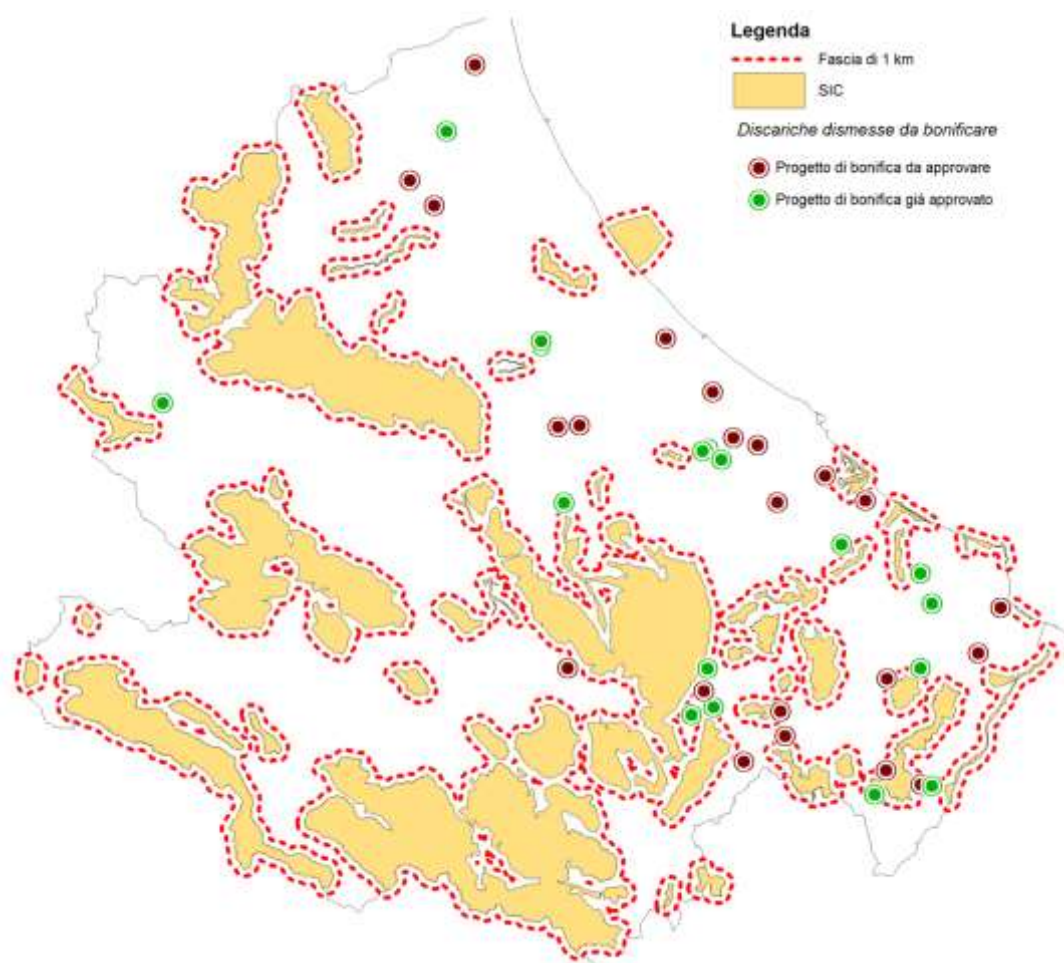 Legenda
Fascia di 1 km
SIC
Discariche dismesse da bonificare
Progetto di bonifica da approvare
Progetto di bonifica già approvato